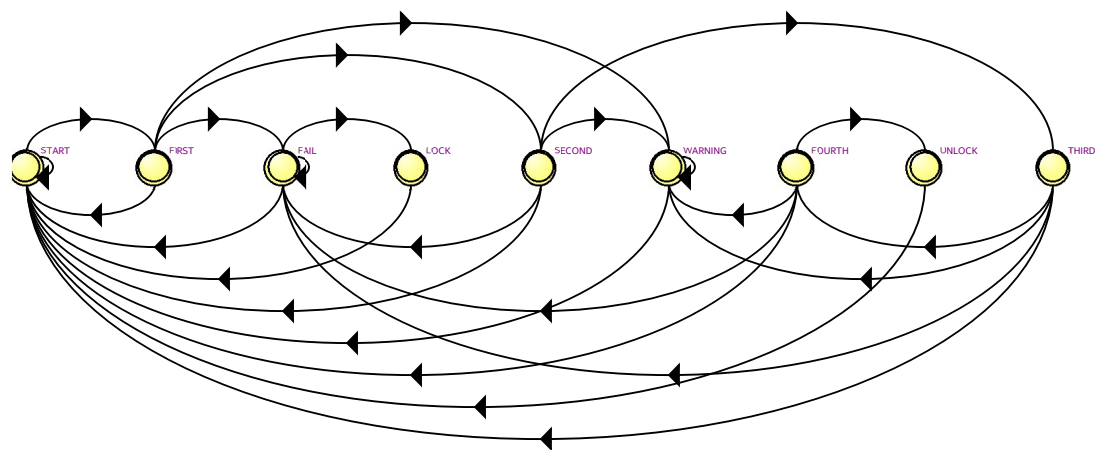 START
FIRST
FAIL
LOCK
SECOND
WARNING
FOURTH
UNLOCK
THIRD